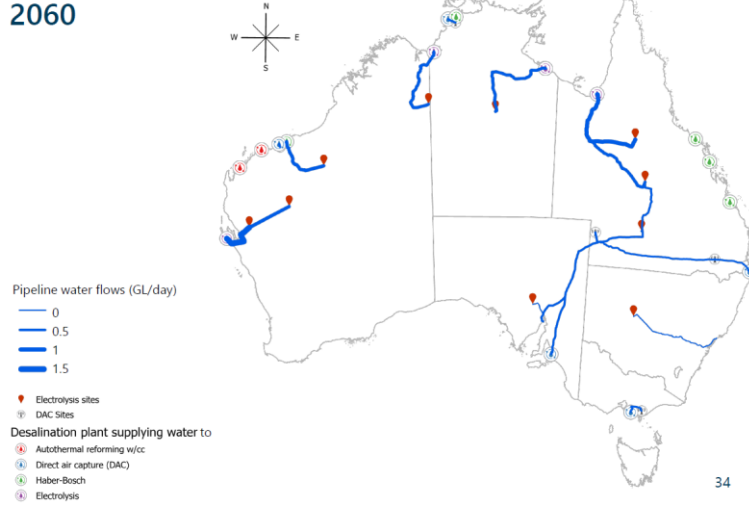 2060
N
W E
S
Pipeline water flows (GL/day)
0
0.5
1
1.5
Electrolysis sites
DAC Sites
Desalination plant supplying water to
Autothermal reforming w/cc
Direct air capture (DAC)
Haber-Bosch
Electrolysis
34